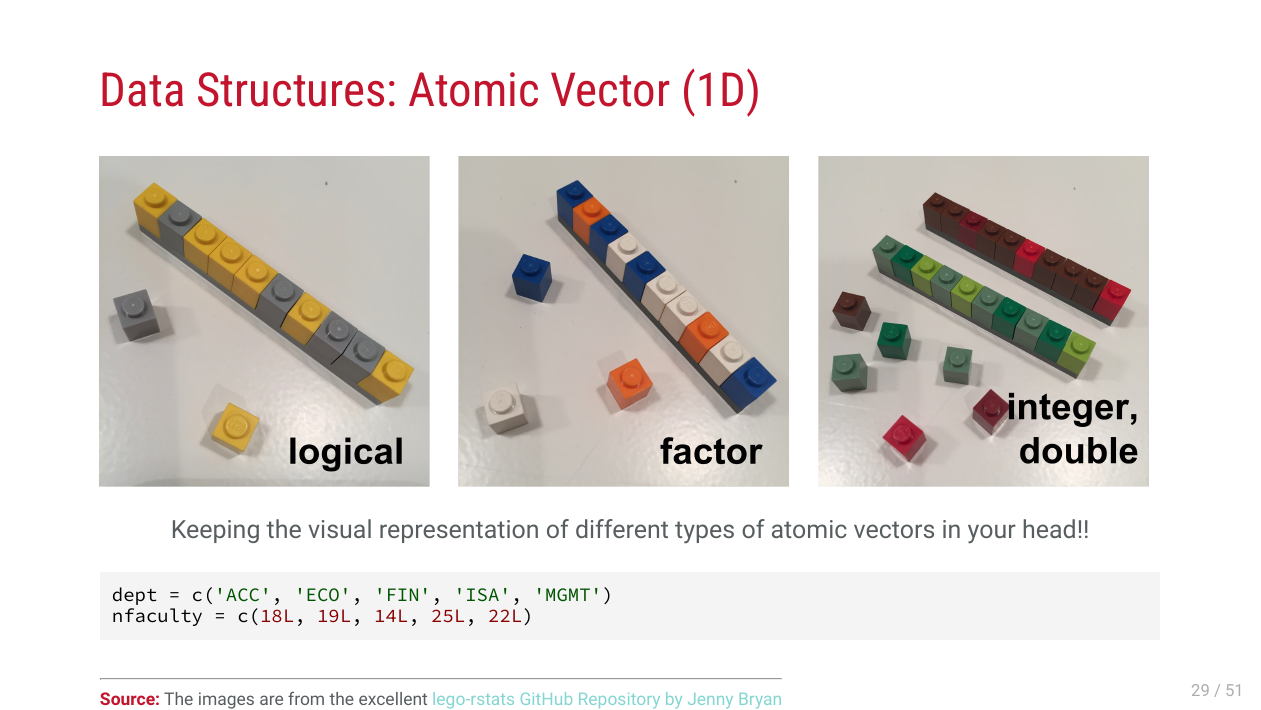 Data Structures: Atomic Vector (1D)
logical
factor
integer,
double
Keeping the visual representation of different types of atomic vectors in your head!!
dept = c('ACC', 'ECO', 'FIN', 'ISA', 'MGMT')
nfaculty = c(18L, 19L, 14L, 25L, 22L)
Source: The images are from the excellent lego-rstats GitHub Repository by Jenny Bryan
29 / 51